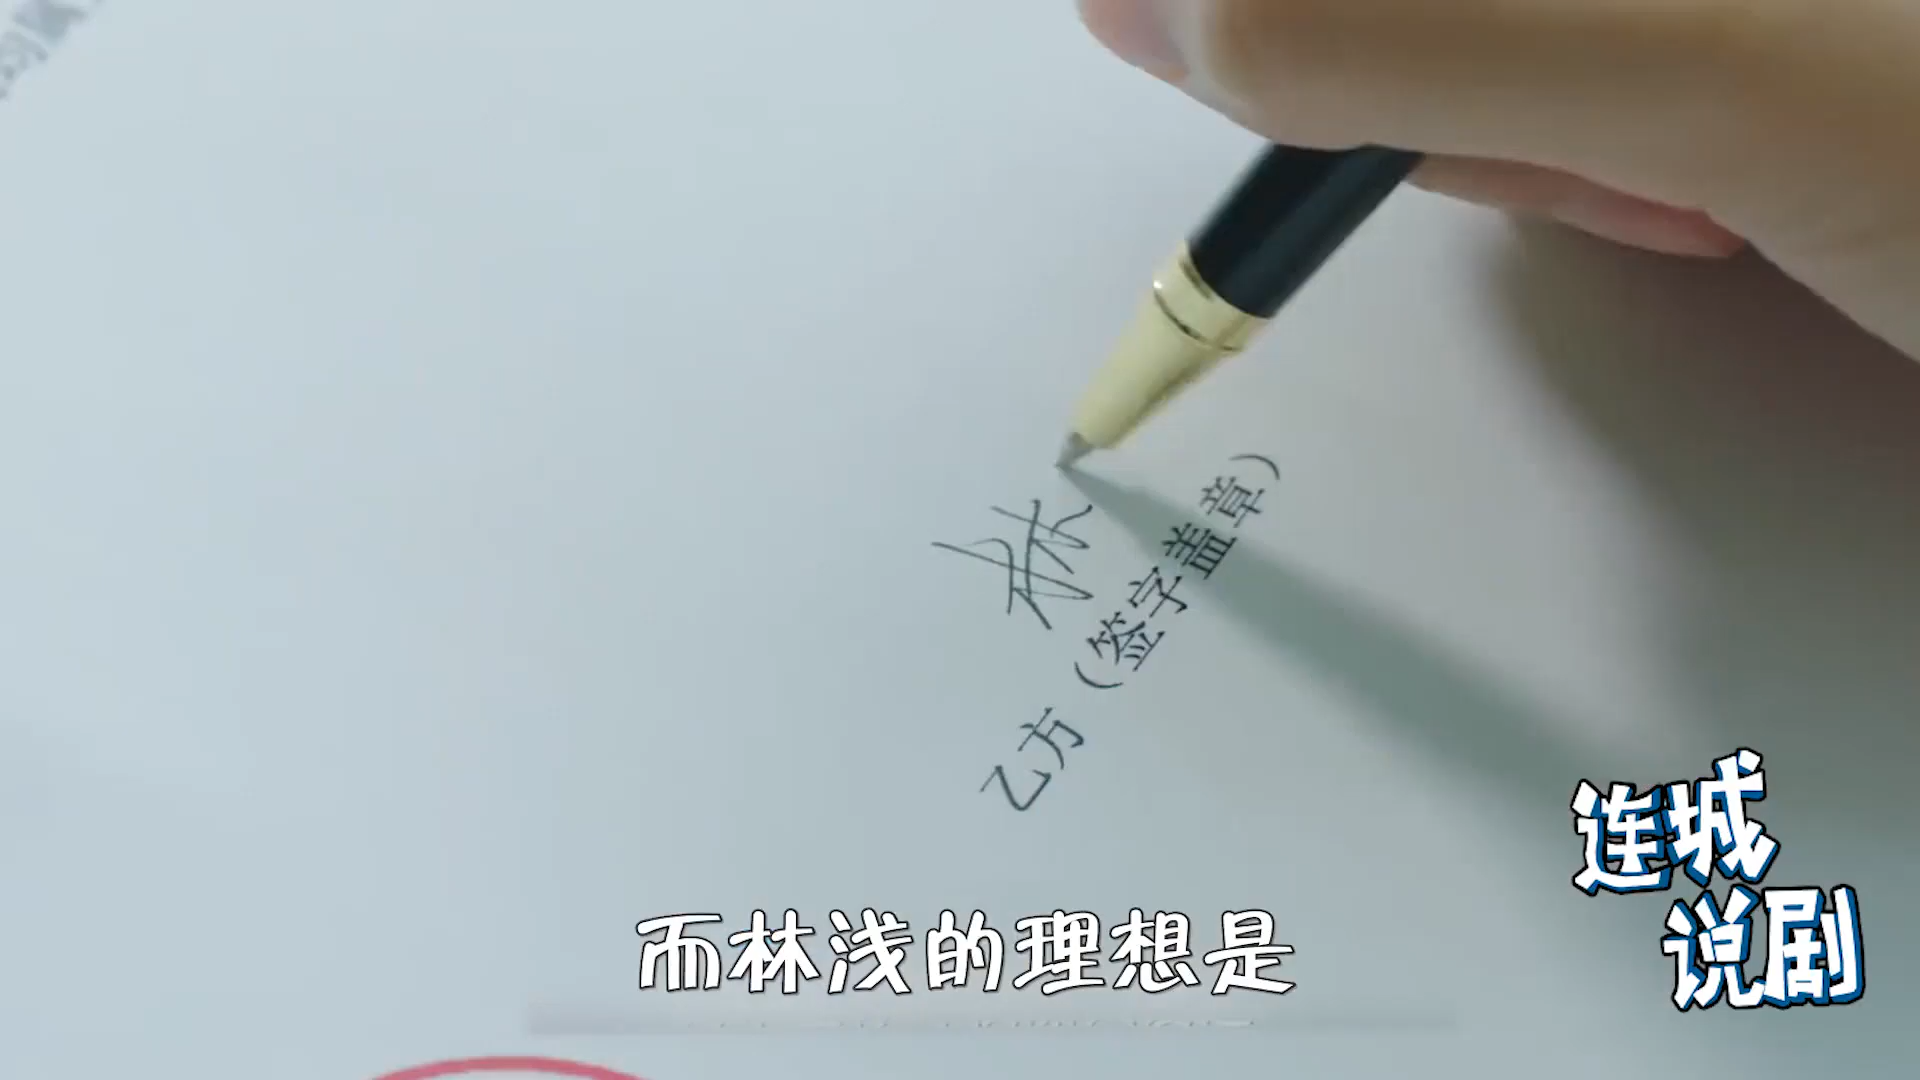 林
乙方（签字盖章）
而林浅的理想是
连城
说剧